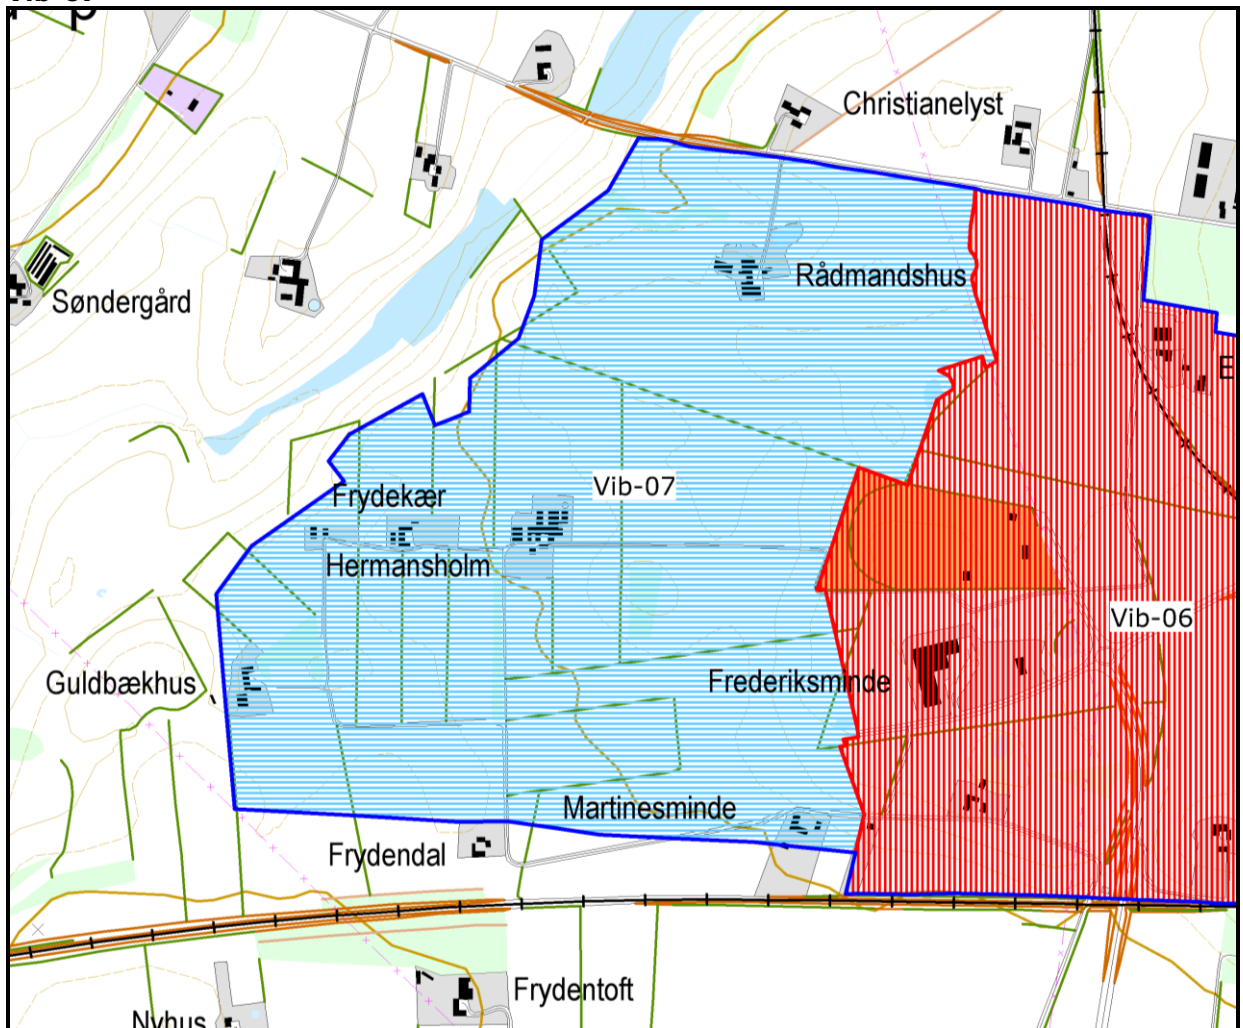 Christianelyst
Rådmandshus
Søndergård
Frydekær
Vib-07
Hermansholm
Vib-06
Guldbækhus
Frederiksminde
Martinesminde
Frydendal
Frydentoft
Nyhus